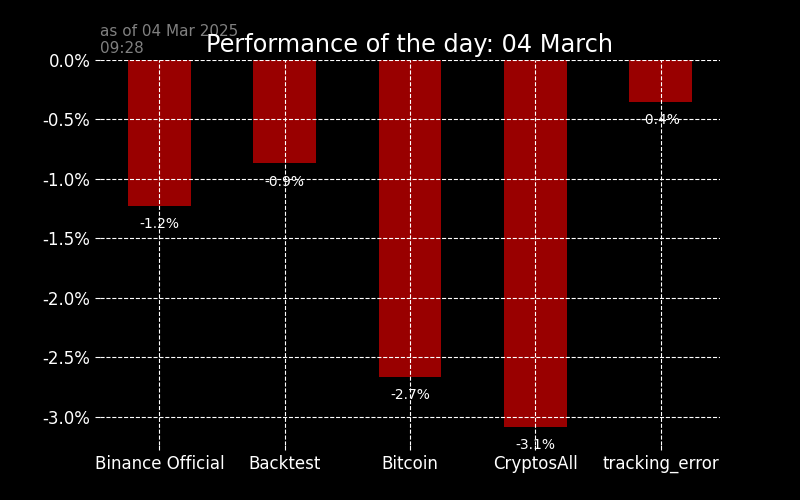 as of 04 Mar 2025
09:28
Performance of the day: 04 March
0.0%
-0.5%
-1.0%
-1.5%
-2.0%
-2.5%
-3.0%
-1.2%
-0.9%
-2.7%
-3.1%
-0.4%
Binance Official
Backtest
Bitcoin
CryptosAll
tracking_error